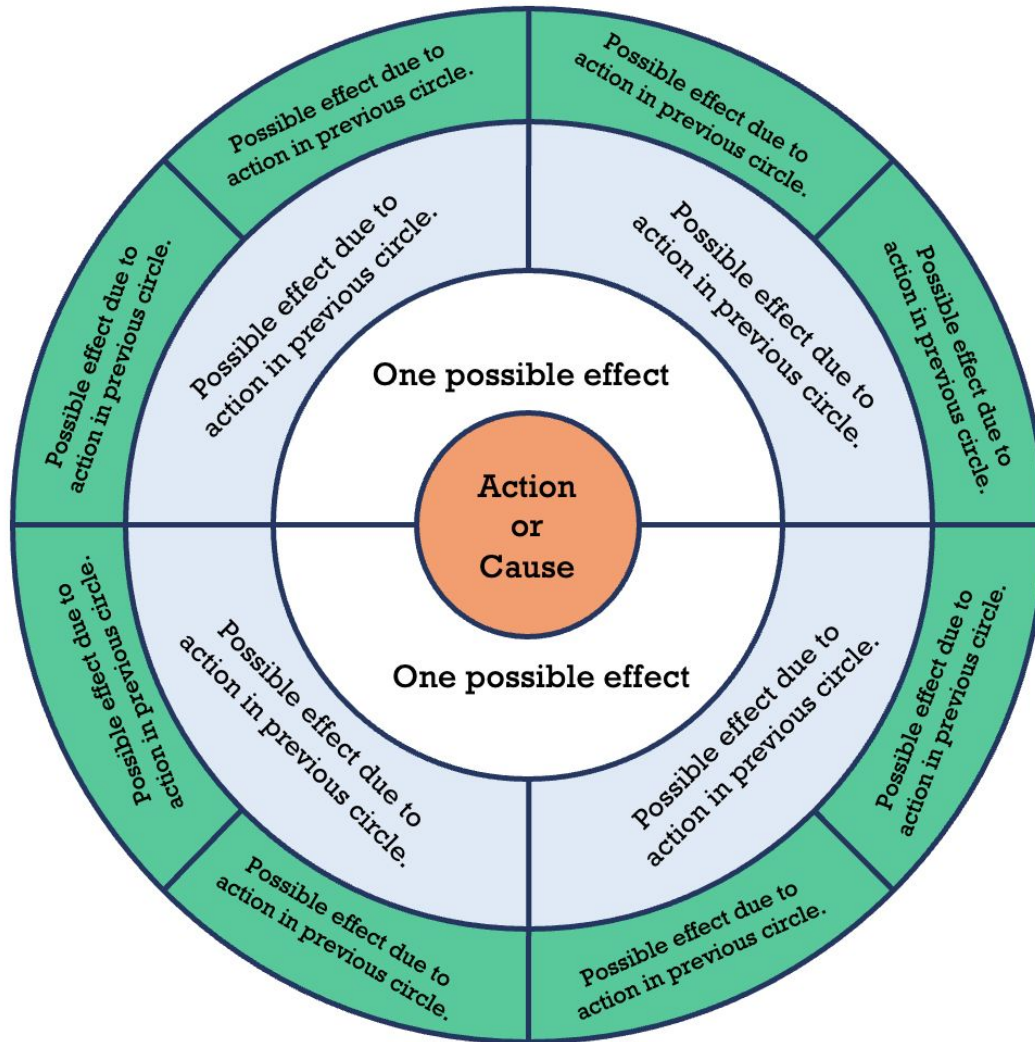 Possible effect due to
action in previous circle.
Possible effect due to
action in previous circle.
Possible effect due to
action in previous circle.
Possible effect due to
action in previous circle.
Possible effect due to
action in previous circle.
Possible effect due to
action in previous circle.
One possible effect
Action
or
Cause
One possible effect
Possible effect due to
action in previous circle.
Possible effect due to
action in previous circle.
Possible effect due to
action in previous circle.
Possible effect due to
action in previous circle.
Possible effect due to
action in previous circle.
Possible effect due to
action in previous circle.